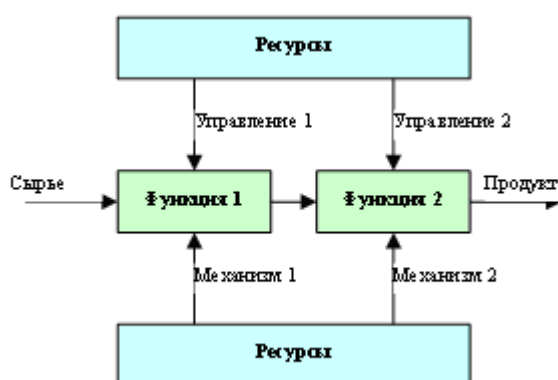 Ресурсы
Управление 1
Управление 2
Сырье
Функция 1
Функция 2
Продукт
Механизм 1
Механизм 2
Ресурсы